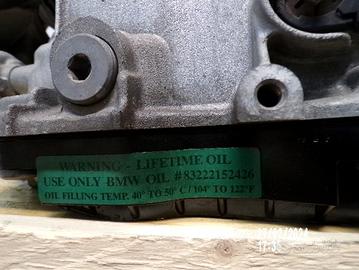 WARNING - LIFETIME OIL
USE ONLY BMW OIL #83222152426
OIL FILLING TEMP. 40° TO 50° C / 104° TO 122°F